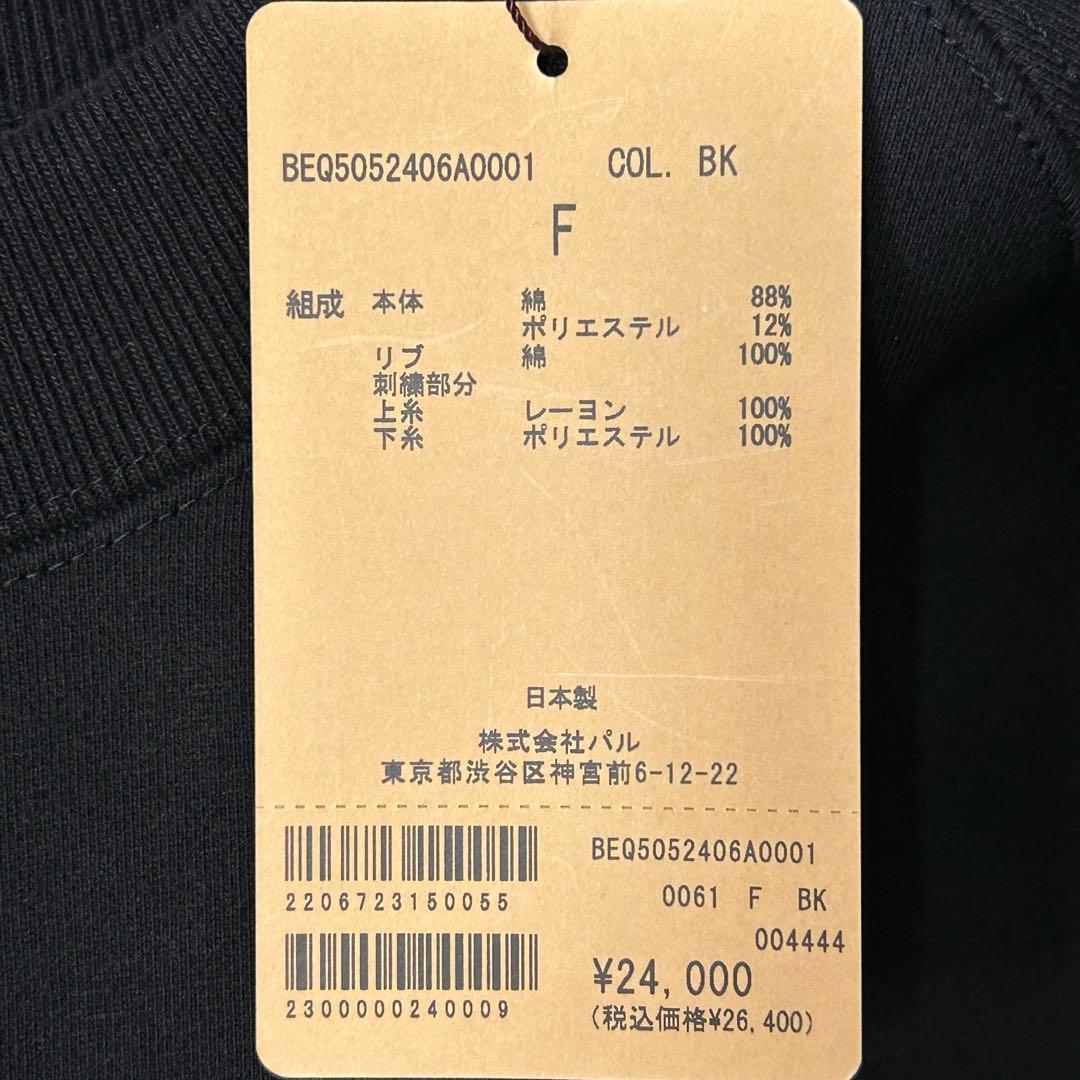 BEQ5052406A0001 COL. BK
F
組成 本体 綿 88%
ポリエステル 12%
リブ 綿 100%
刺繍部分
上糸 レーヨン 100%
下糸 ポリエステル 100%
日本製
株式会社パル
東京都渋谷区神宮前6-12-22
BEQ5052406A0001
2206723150055
0061 F BK
004444
2300000240009
¥24,000
(税込価格¥26,400)